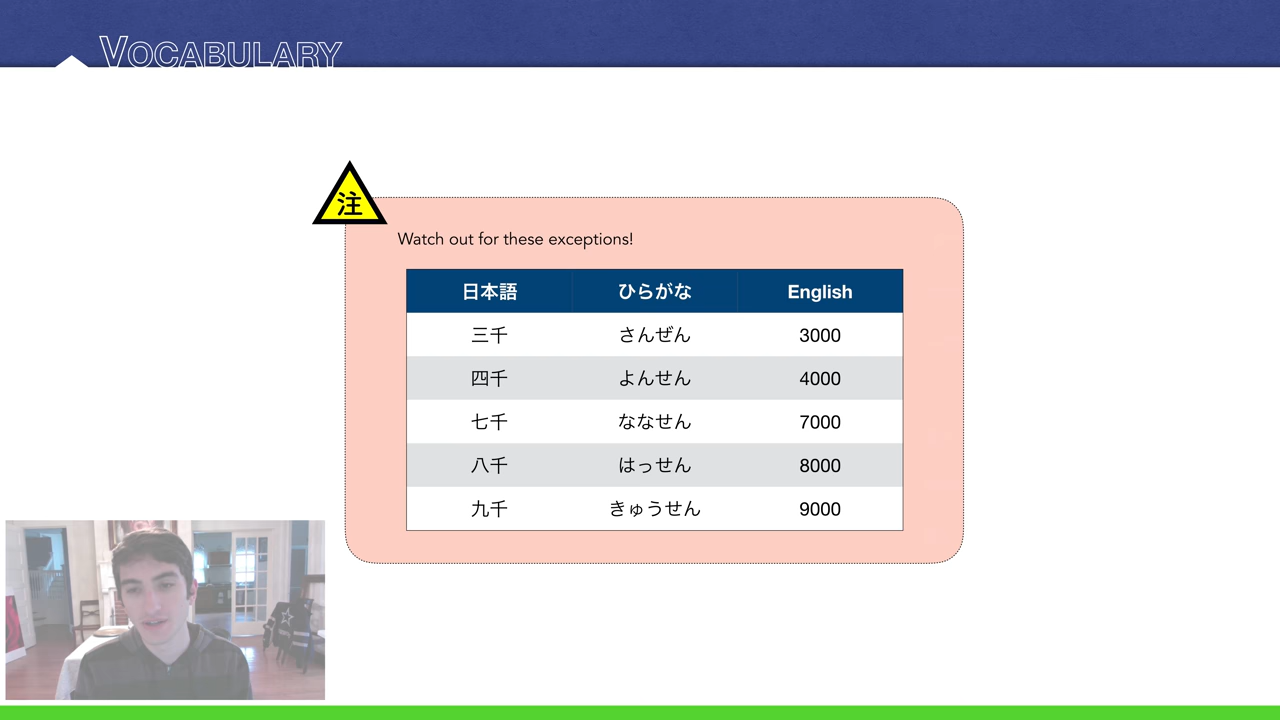 VOCABULARY
注
Watch out for these exceptions!
日本語 ひらがな English
三千 さんぜん 3000
四千 よんせん 4000
七千 ななせん 7000
八千 はっせん 8000
九千 きゅうせん 9000